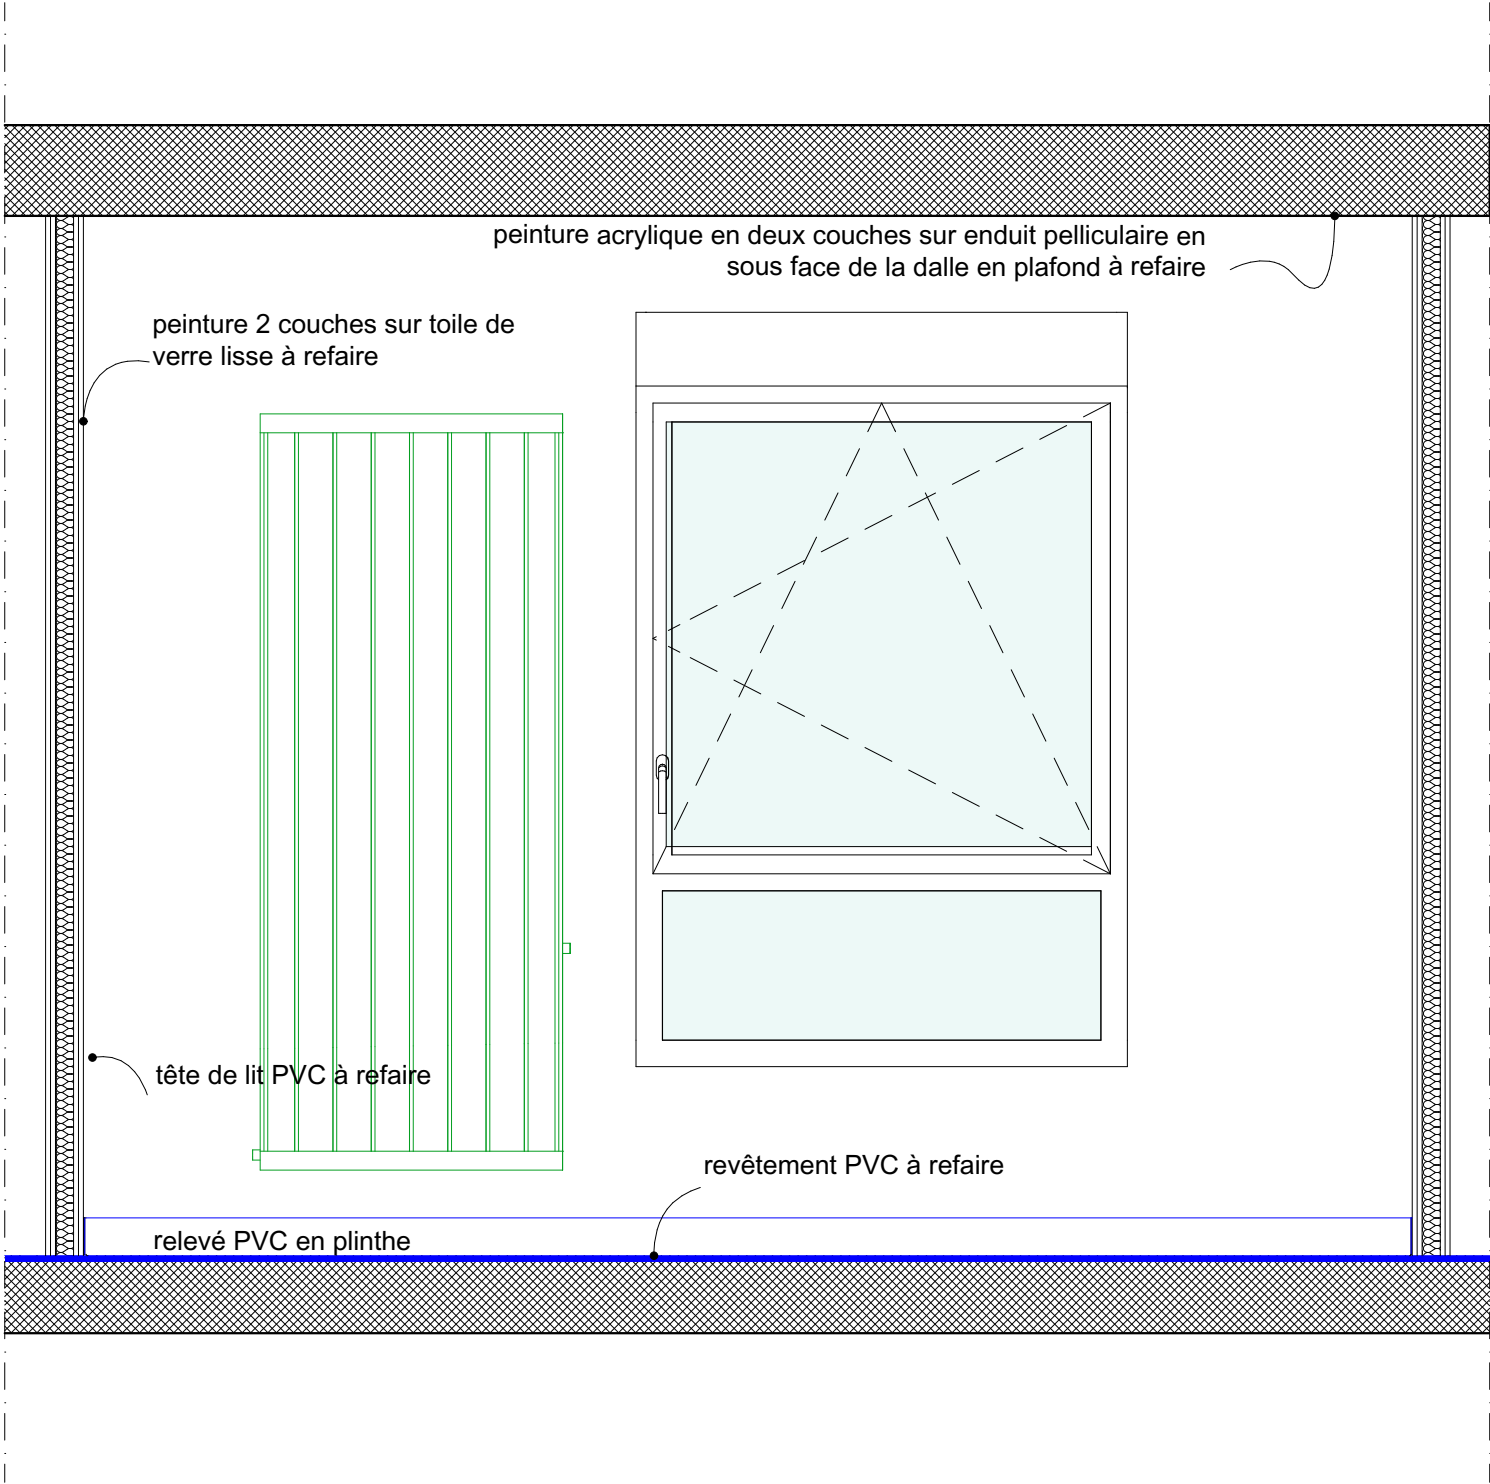 peinture acrylique en deux couches sur enduit pelliculaire en
sous face de la dalle en plafond à refaire
peinture 2 couches sur toile de
verre lisse à refaire
tête de lit PVC à refaire
revêtement PVC à refaire
relevé PVC en plinthe